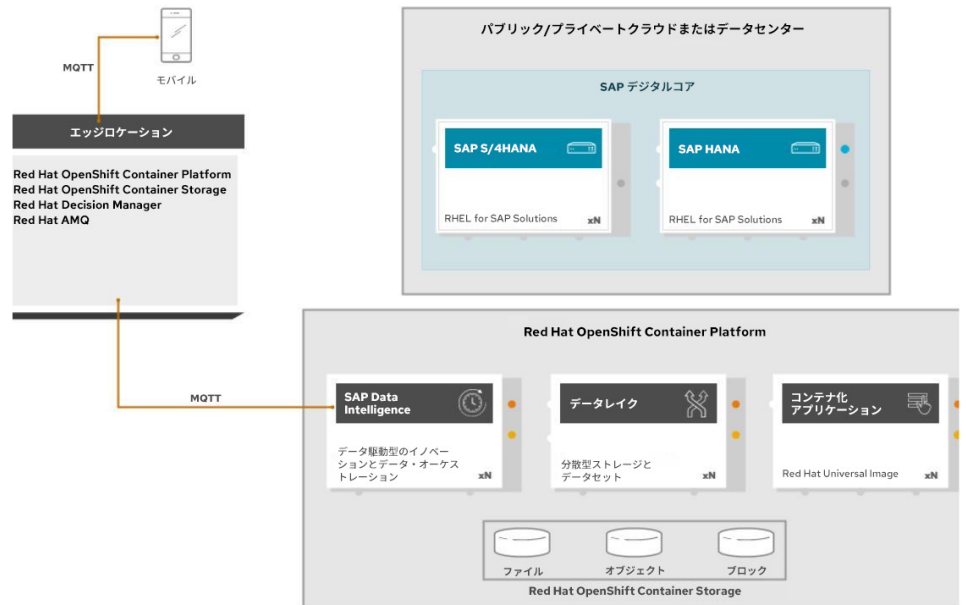 MQTT
モバイル
エッジロケーション
Red Hat OpenShift Container Platform
Red Hat OpenShift Container Storage
Red Hat Decision Manager
Red Hat AMQ
パブリック/プライベートクラウドまたはデータセンター
SAP デジタルコア
SAP S/4HANA
RHEL for SAP Solutions
xN
SAP HANA
RHEL for SAP Solutions
xN
MQTT
Red Hat OpenShift Container Platform
SAP Data
Intelligence
データ駆動型のイノベー
ションとデータ・オーケス
トレーション
xN
データレイク
分散型ストレージと
データセット
xN
コンテナ化
アプリケーション
Red Hat Universal Image
xN
ファイル
オブジェクト
ブロック
Red Hat OpenShift Container Storage